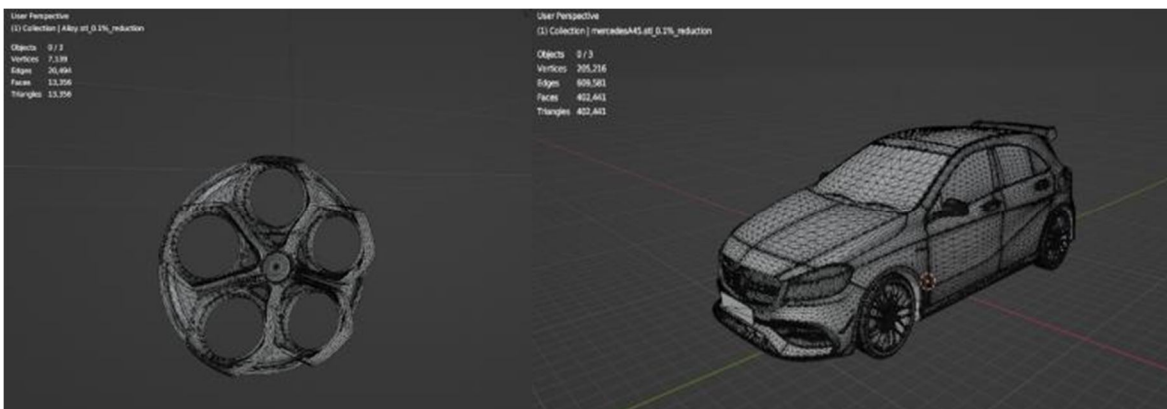 User Perspective
(1) Collection | Alloy.stl_0.1%_reduction
Objects 0 / 3
Vertices 7,139
Edges 20,494
Faces 13,356
Triangles 13,356
User Perspective
(1) Collection | mercedesA45.stl_0.1%_reduction
Objects 0 / 3
Vertices 205,216
Edges 609,581
Faces 402,441
Triangles 402,441